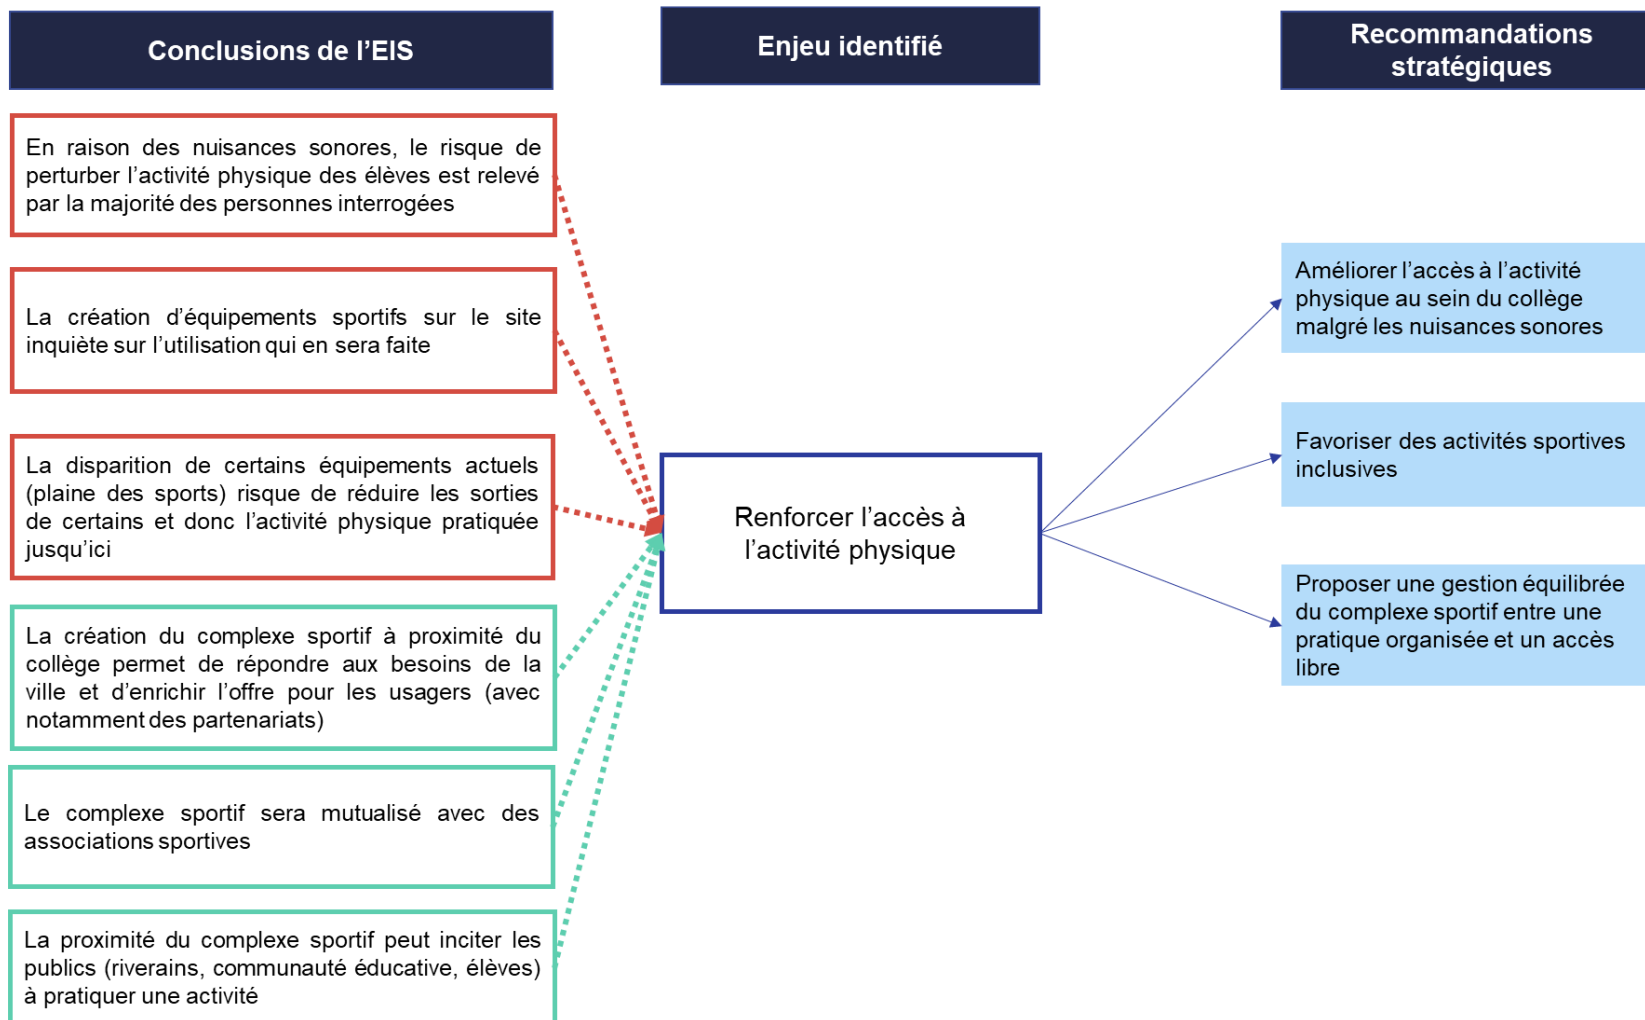 Conclusions de l’EIS
En raison des nuisances sonores, le risque de
perturber l’activité physique des élèves est relevé
par la majorité des personnes interrogées
La création d’équipements sportifs sur le site
inquiète sur l’utilisation qui en sera faite
La disparition de certains équipements actuels
(plaine des sports) risque de réduire les sorties
de certains et donc l’activité physique pratiquée
jusqu’ici
La création du complexe sportif à proximité du
collège permet de répondre aux besoins de la
ville et d’enrichir l’offre pour les usagers (avec
notamment des partenariats)
Le complexe sportif sera mutualisé avec des
associations sportives
La proximité du complexe sportif peut inciter les
publics (riverains, communauté éducative, élèves)
à pratiquer une activité
Enjeu identifié
Renforcer l’accès à
l’activité physique
Recommandations
stratégiques
Améliorer l’accès à l’activité
physique au sein du collège
malgré les nuisances sonores
Favoriser des activités sportives
inclusives
Proposer une gestion équilibrée
du complexe sportif entre une
pratique organisée et un accès
libre